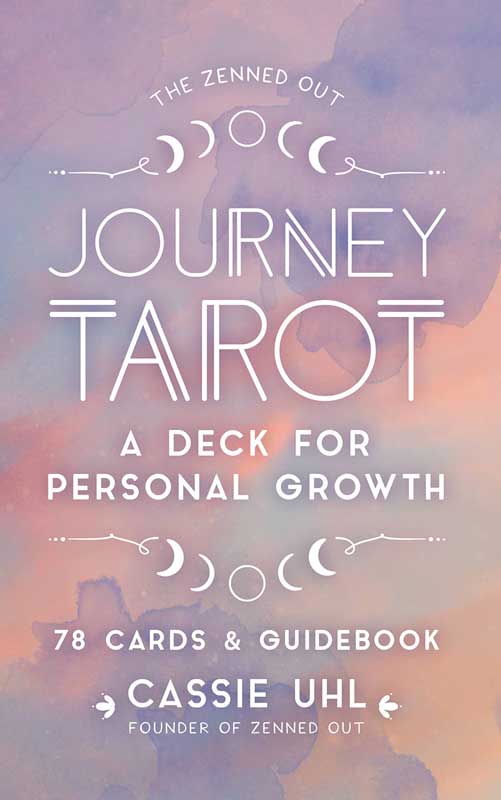 THE ZENNED OUT
JOURNEY
TAROT
A DECK FOR
PERSONAL GROWTH
78 CARDS & GUIDEBOOK
CASSIE UHL
FOUNDER OF ZENNED OUT